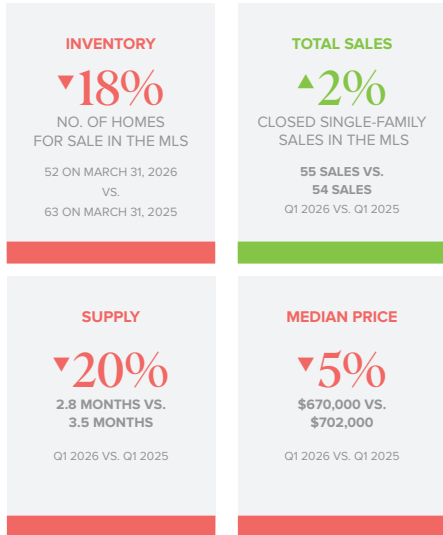 INVENTORY
▼18%
NO. OF HOMES
FOR SALE IN THE MLS
52 ON MARCH 31, 2026
VS.
63 ON MARCH 31, 2025
TOTAL SALES
▲2%
CLOSED SINGLE-FAMILY
SALES IN THE MLS
55 SALES VS.
54 SALES
Q1 2026 VS. Q1 2025
SUPPLY
▼20%
2.8 MONTHS VS.
3.5 MONTHS
Q1 2026 VS. Q1 2025
MEDIAN PRICE
▼5%
$670,000 VS.
$702,000
Q1 2026 VS. Q1 2025